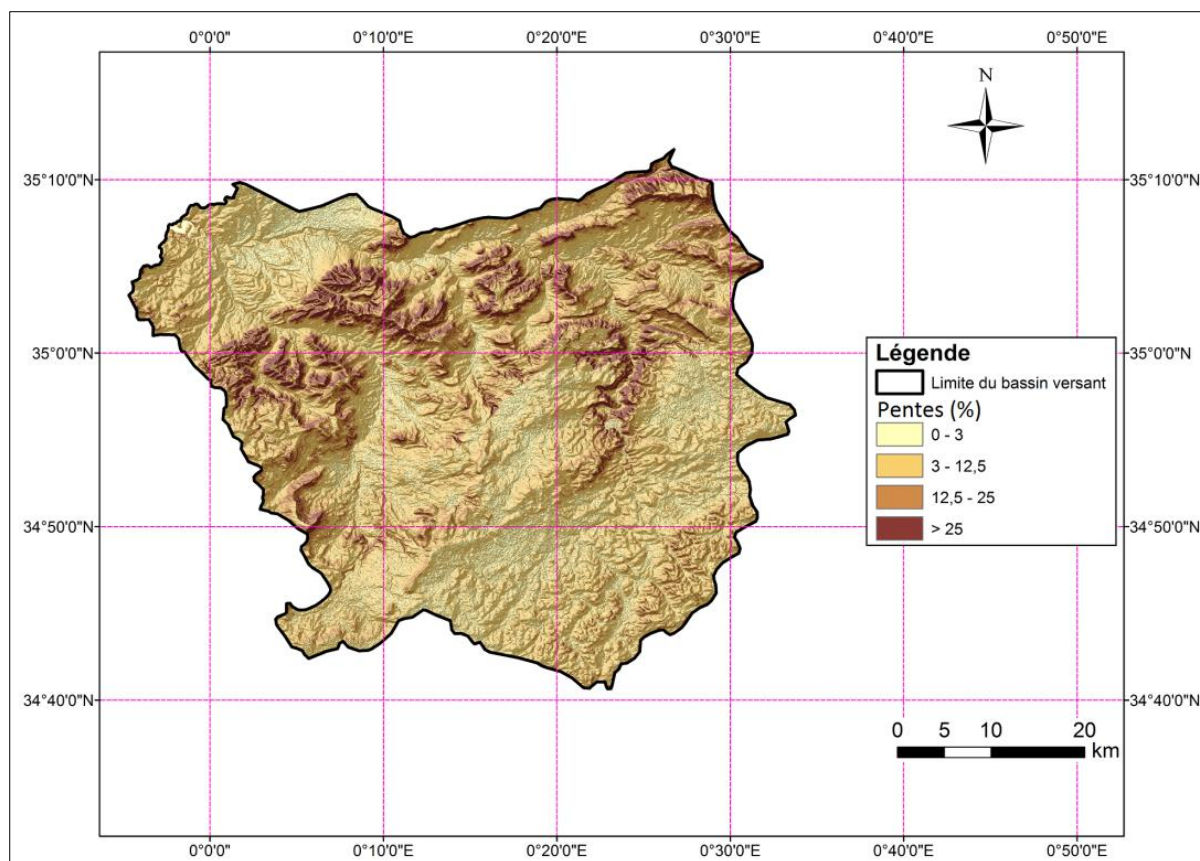 0°0'0" 0°10'0"E 0°20'0"E 0°30'0"E 0°40'0"E 0°50'0"E
N
35°10'0"N 35°10'0"N
35°0'0"N 35°0'0"N
Légende
Limite du bassin versant
Pentes (%)
0 - 3
3 - 12,5
12,5 - 25
> 25
34°50'0"N 34°50'0"N
34°40'0"N 34°40'0"N
0 5 10 20
km
0°0'0" 0°10'0"E 0°20'0"E 0°30'0"E 0°40'0"E 0°50'0"E